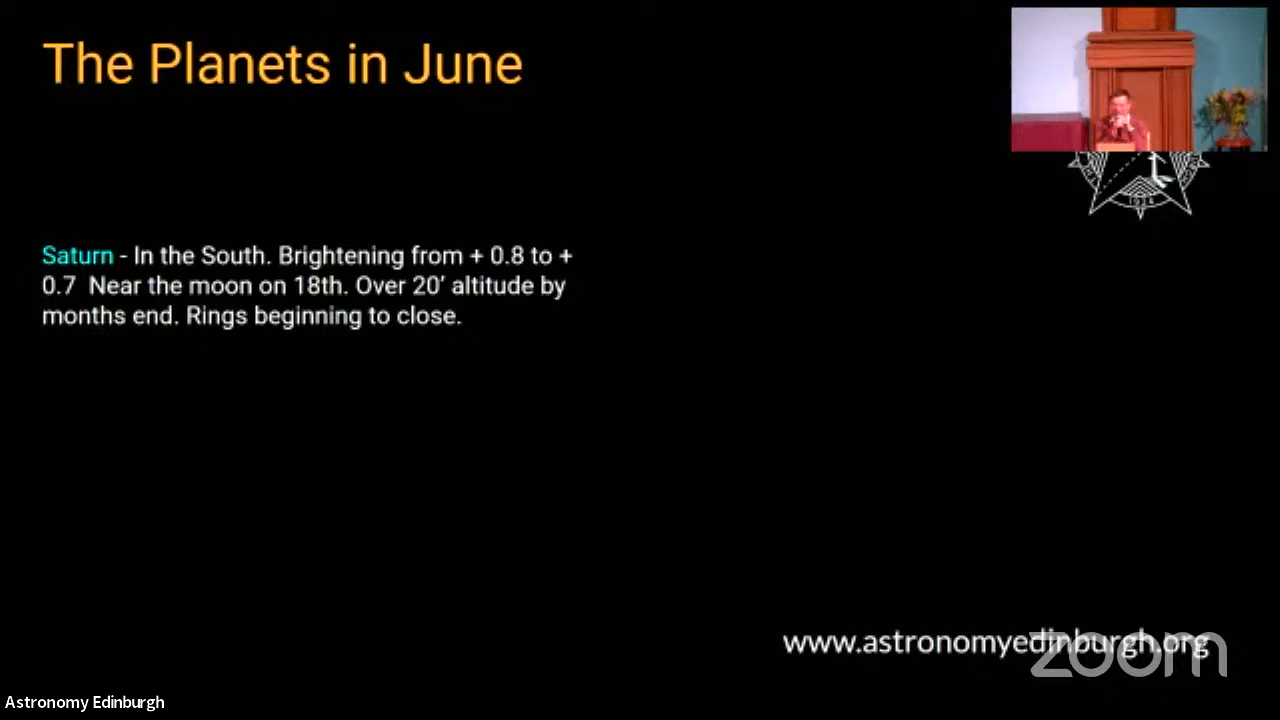 The Planets in June
Saturn - In the South. Brightening from + 0.8 to +
0.7 Near the moon on 18th. Over 20′ altitude by
months end. Rings beginning to close.
1924
www.astronomyedinburgh.org
zoom
Astronomy Edinburgh